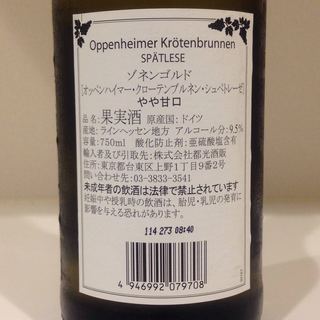 Oppenheimer Krötenbrunnen
SPÄTLESE
ゾネンゴルド
[オッペンハイマー・クローテンブルネン・シュペトレーゼ]
やや甘口
品名:果実酒 原産国:ドイツ
生産地:ラインヘッセン地方 アルコール分:9.5%
容量:750ml 酸化防止剤:亜硫酸塩含有
輸入者及び引取先:株式会社都光酒販
住所:東京都台東区上野1丁目9番2号
問い合わせ先:03-3833-3541
未成年者の飲酒は法律で禁止されています
妊娠中や授乳時の飲酒は、胎児・乳児の発育に
影響を与える恐れがあります。
114 273 08:40
4 946992 079708